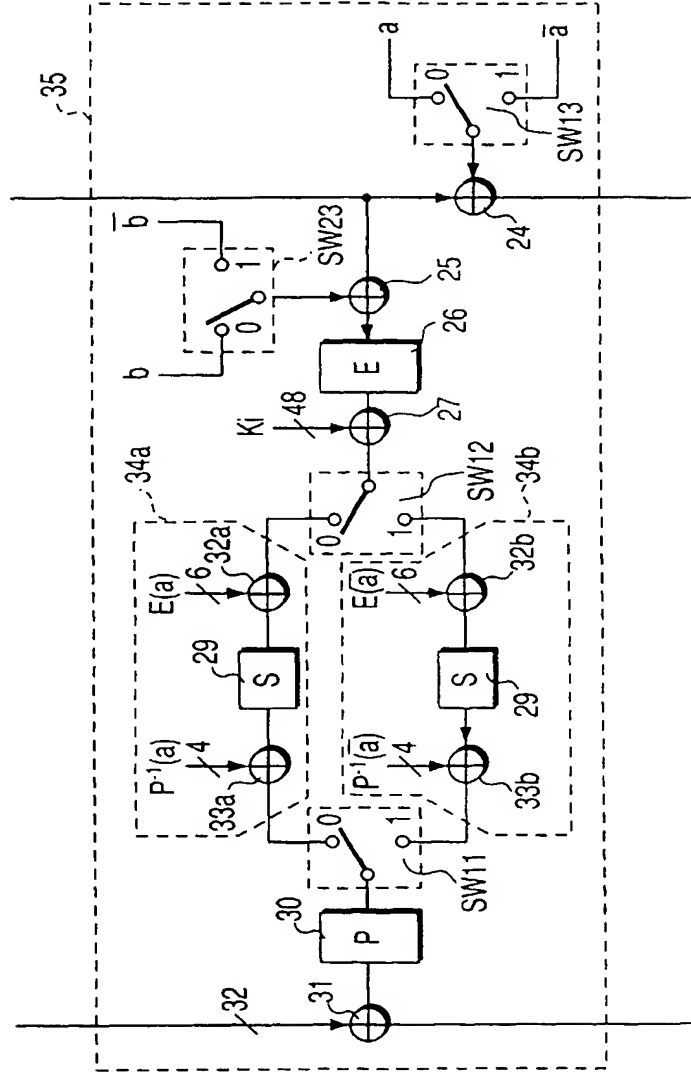 35
a
0
1
a̅
SW13
24
b̅
SW23
1
0
b
25
E
26
Ki
48
27
34a
SW12
34b
0
1
E(a)
6
32a
E(a̅)
6
32b
29
S
S
29
P⁻¹(a)
4
33a
P⁻¹(a̅)
4
33b
0
1
SW11
30
P
32
31